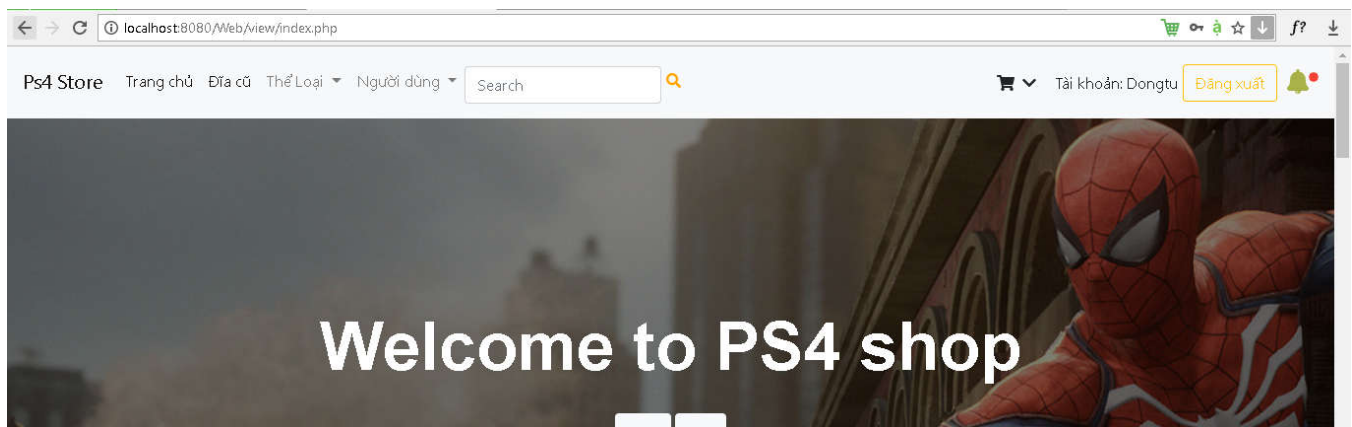 localhost:8080/Web/view/index.php
f?
Ps4 Store Trang chủ Đĩa cũ Thể Loại Người dùng Search Tài khoản: Dongtu Đăng xuất
Welcome to PS4 shop